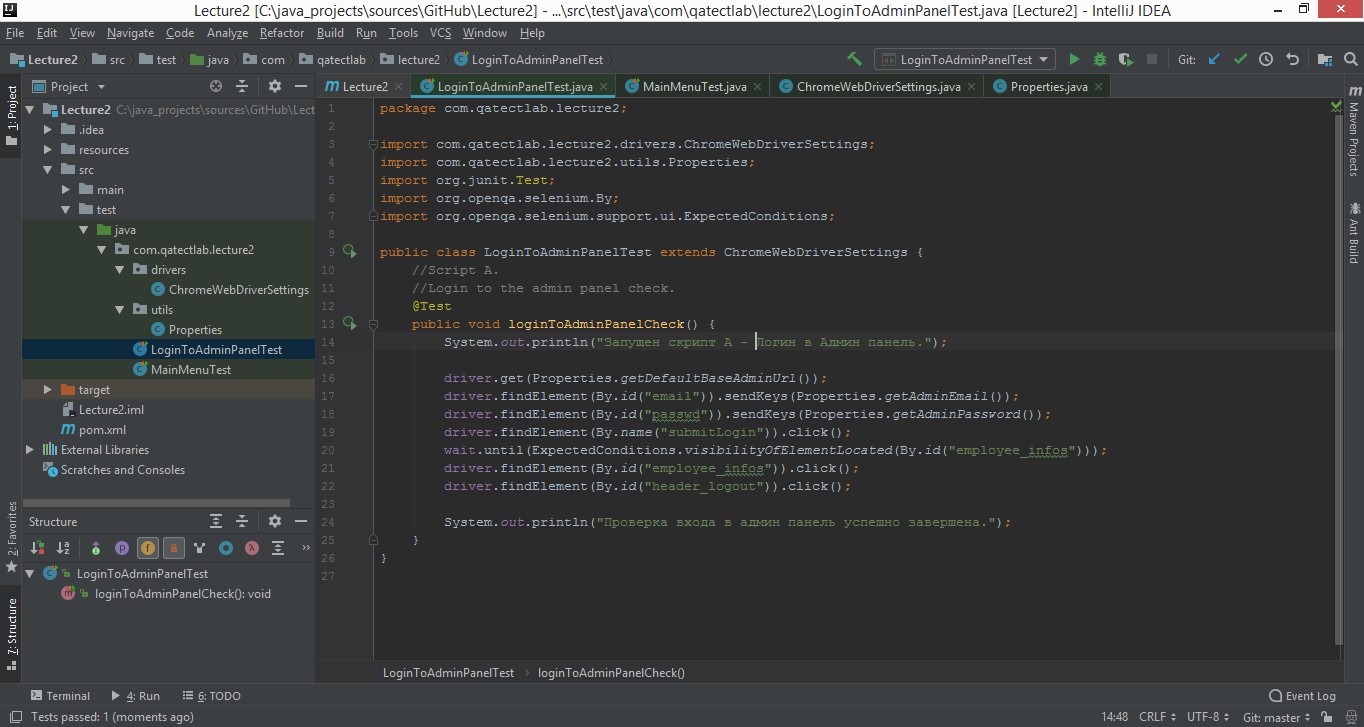 Lecture2 [C:\java_projects\sources\GitHub\Lecture2] - ...\src\test\java\com\qatectlab\lecture2\LoginToAdminPanelTest.java [Lecture2] - IntelliJ IDEA
File Edit View Navigate Code Analyze Refactor Build Run Tools VCS Window Help
Lecture2 src test java com qatectlab lecture2 LoginToAdminPanelTest
LoginToAdminPanelTest Git:
Project
Lecture2 LoginToAdminPanelTest.java MainMenuTest.java ChromeWebDriverSettings.java Properties.java
1: Project
2: Favorites
7: Structure
Lecture2 C:\java_projects\sources\GitHub\Lect
.idea
resources
src
main
test
java
com.qatectlab.lecture2
drivers
ChromeWebDriverSettings
utils
Properties
LoginToAdminPanelTest
MainMenuTest
target
Lecture2.iml
pom.xml
External Libraries
Scratches and Consoles
Structure
LoginToAdminPanelTest
loginToAdminPanelCheck(): void
1 package com.qatectlab.lecture2;
2
3 import com.qatectlab.lecture2.drivers.ChromeWebDriverSettings;
4 import com.qatectlab.lecture2.utils.Properties;
5 import org.junit.Test;
6 import org.openqa.selenium.By;
7 import org.openqa.selenium.support.ui.ExpectedConditions;
8
9 public class LoginToAdminPanelTest extends ChromeWebDriverSettings {
10 //Script A.
11 //Login to the admin panel check.
12 @Test
13 public void loginToAdminPanelCheck() {
14 System.out.println("Запущен скрипт А - Логин в Админ панель.");
15
16 driver.get(Properties.getDefaultBaseAdminUrl());
17 driver.findElement(By.id("email")).sendKeys(Properties.getAdminEmail());
18 driver.findElement(By.id("passwd")).sendKeys(Properties.getAdminPassword());
19 driver.findElement(By.name("submitLogin")).click();
20 wait.until(ExpectedConditions.visibilityOfElementLocated(By.id("employee_infos")));
21 driver.findElement(By.id("employee_infos")).click();
22 driver.findElement(By.id("header_logout")).click();
23
24 System.out.println("Проверка входа в админ панель успешно завершена.");
25 }
26 }
27
Maven Projects
Ant Build
LoginToAdminPanelTest loginToAdminPanelCheck()
Terminal 4: Run 6: TODO Event Log
Tests passed: 1 (moments ago) 14:48 CRLF UTF-8 Git: master